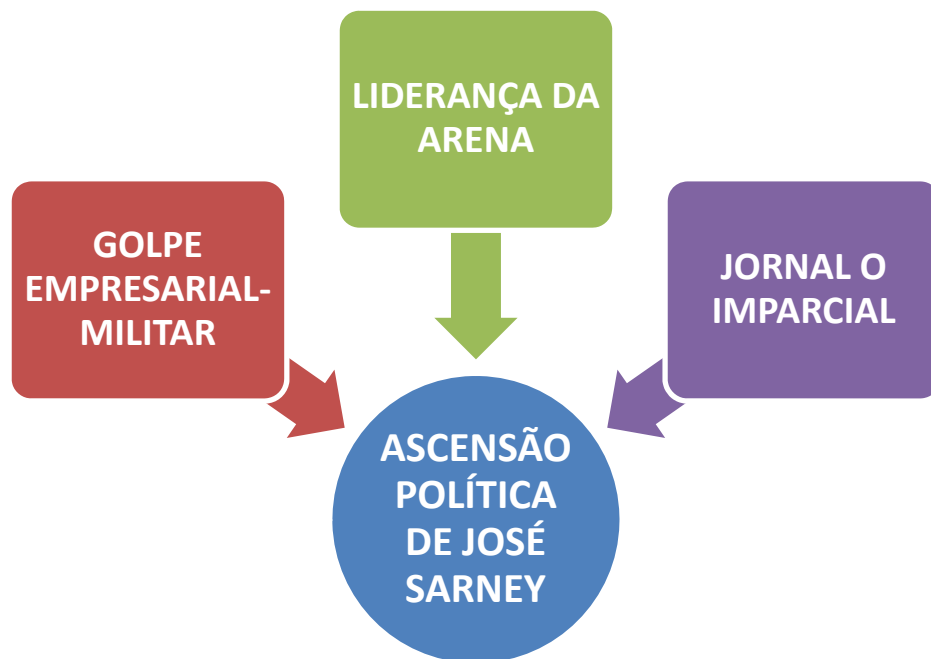 LIDERANÇA DA
ARENA
GOLPE
EMPRESARIAL-
MILITAR
JORNAL O
IMPARCIAL
ASCENSÃO
POLÍTICA
DE JOSÉ
SARNEY